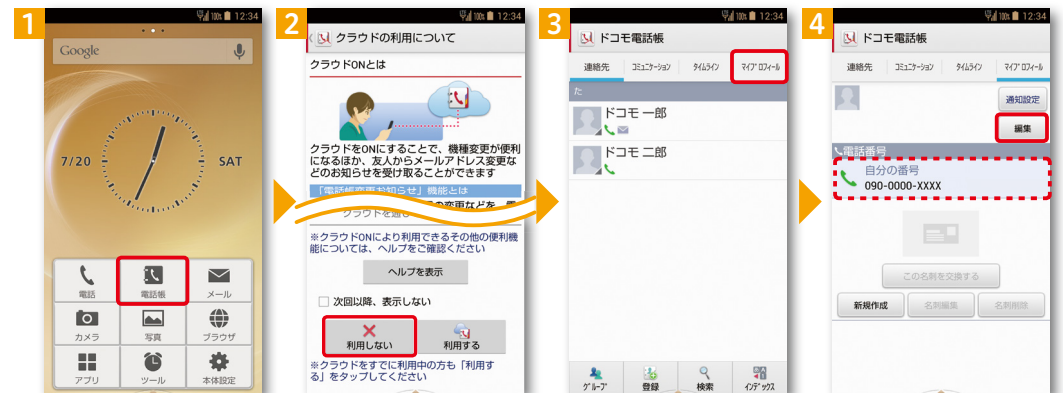 1
100% 12:34
Google
7/20
SAT
電話
電話帳
メール
カメラ
写真
ブラウザ
アプリ
ツール
本体設定
2
100% 12:34
クラウドの利用について
クラウドONとは
クラウドをONにすることで、機種変更が便利
になるほか、友人からメールアドレス変更な
どのお知らせを受け取ることができます
「電話帳変更お知らせ」機能とは
の変更などを、電
クラウドを通じ
※クラウドONにより利用できるその他の便利機
能については、ヘルプをご確認ください
ヘルプを表示
次回以降、表示しない
利用しない
利用する
※クラウドをすでに利用中の方も「利用す
る」をタップしてください
3
100% 12:34
ドコモ電話帳
連絡先
コミュニケーション
タイムライン
マイプロフィール
た
ドコモ 一郎
ドコモ 二郎
グループ
登録
検索
インデックス
4
100% 12:34
ドコモ電話帳
連絡先
コミュニケーション
タイムライン
マイプロフィール
通知設定
編集
電話番号
自分の番号
090-0000-XXXX
この名刺を交換する
新規作成
名刺編集
名刺削除